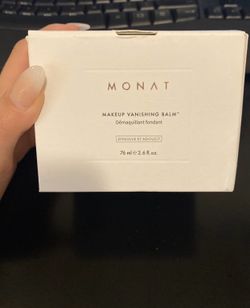 MONAT
MAKEUP VANISHING BALM™
Démaquillant fondant
76 ml ℮ 2.6 fl. oz.